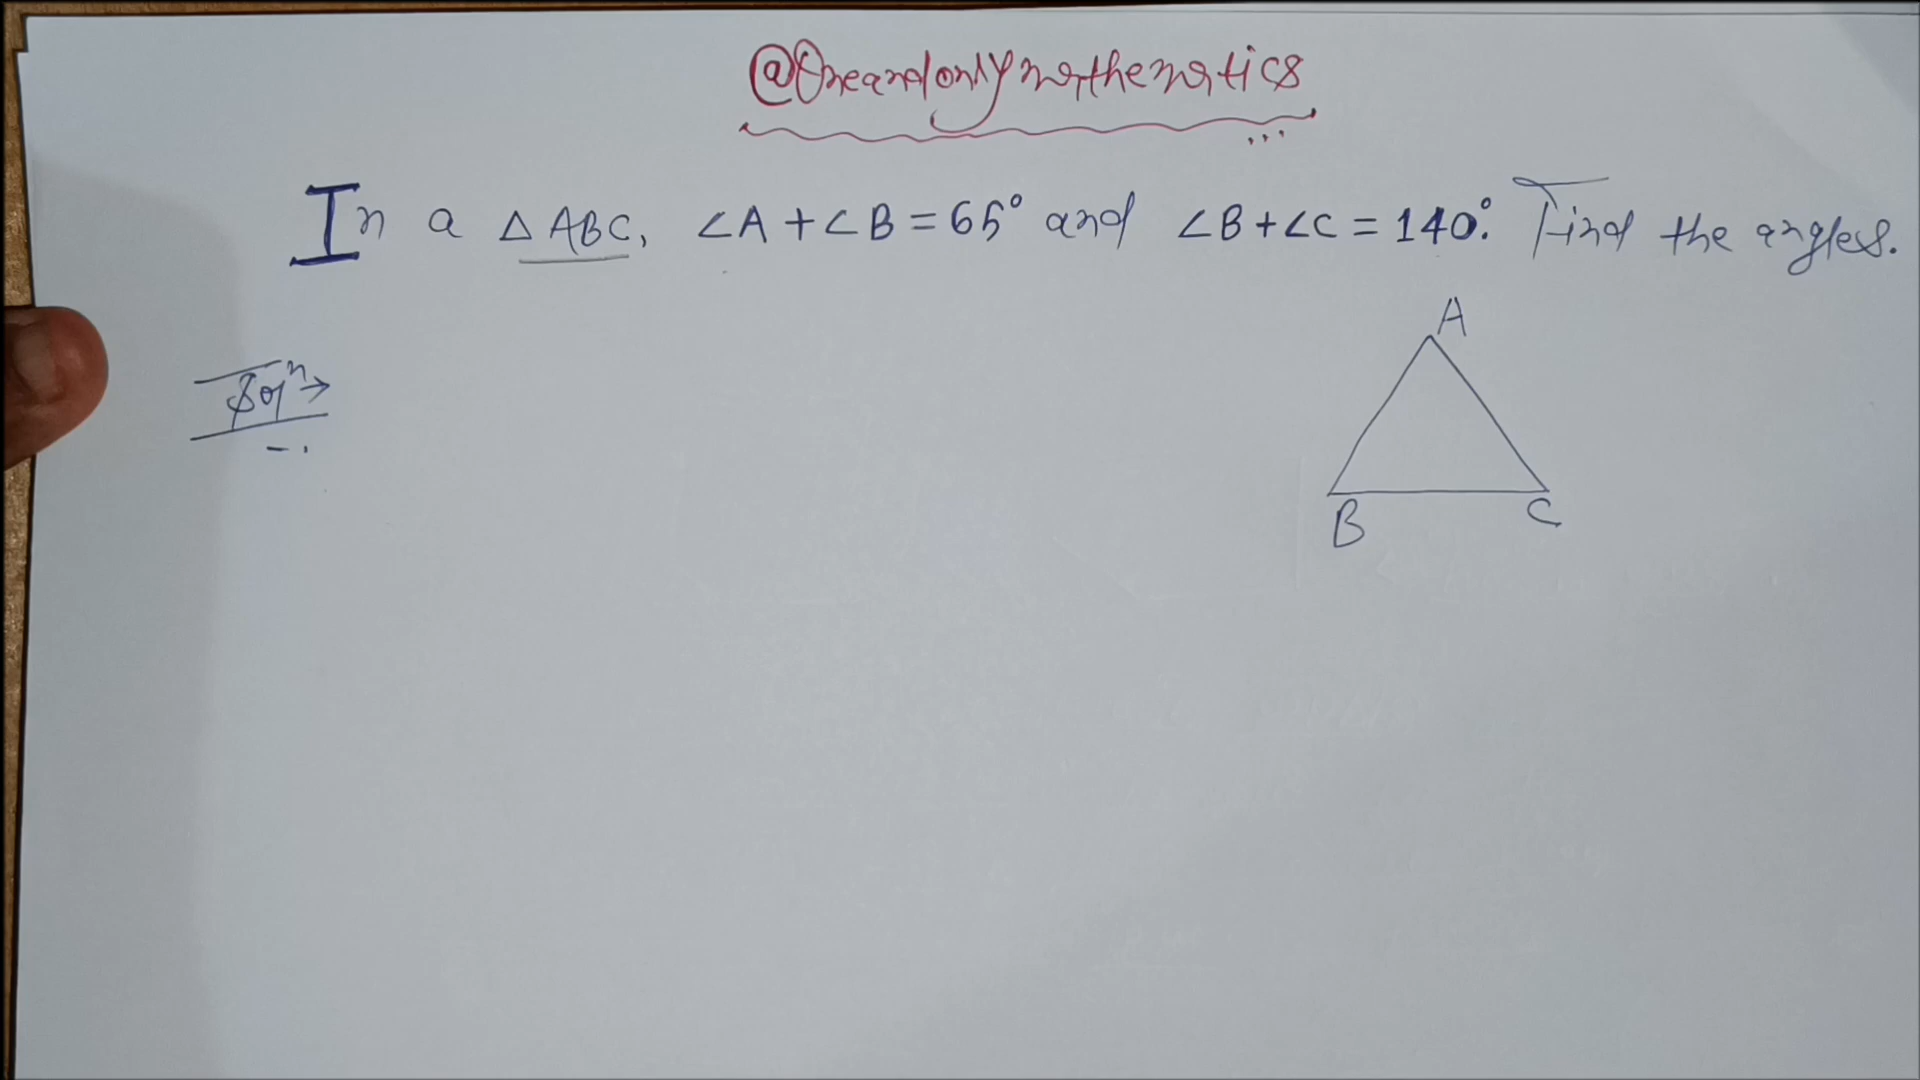 @Oneandonlymathematics
In a △ABC, ∠A+∠B=65° and ∠B+∠C=140°. Find the angles.
Solⁿ→
A
B C